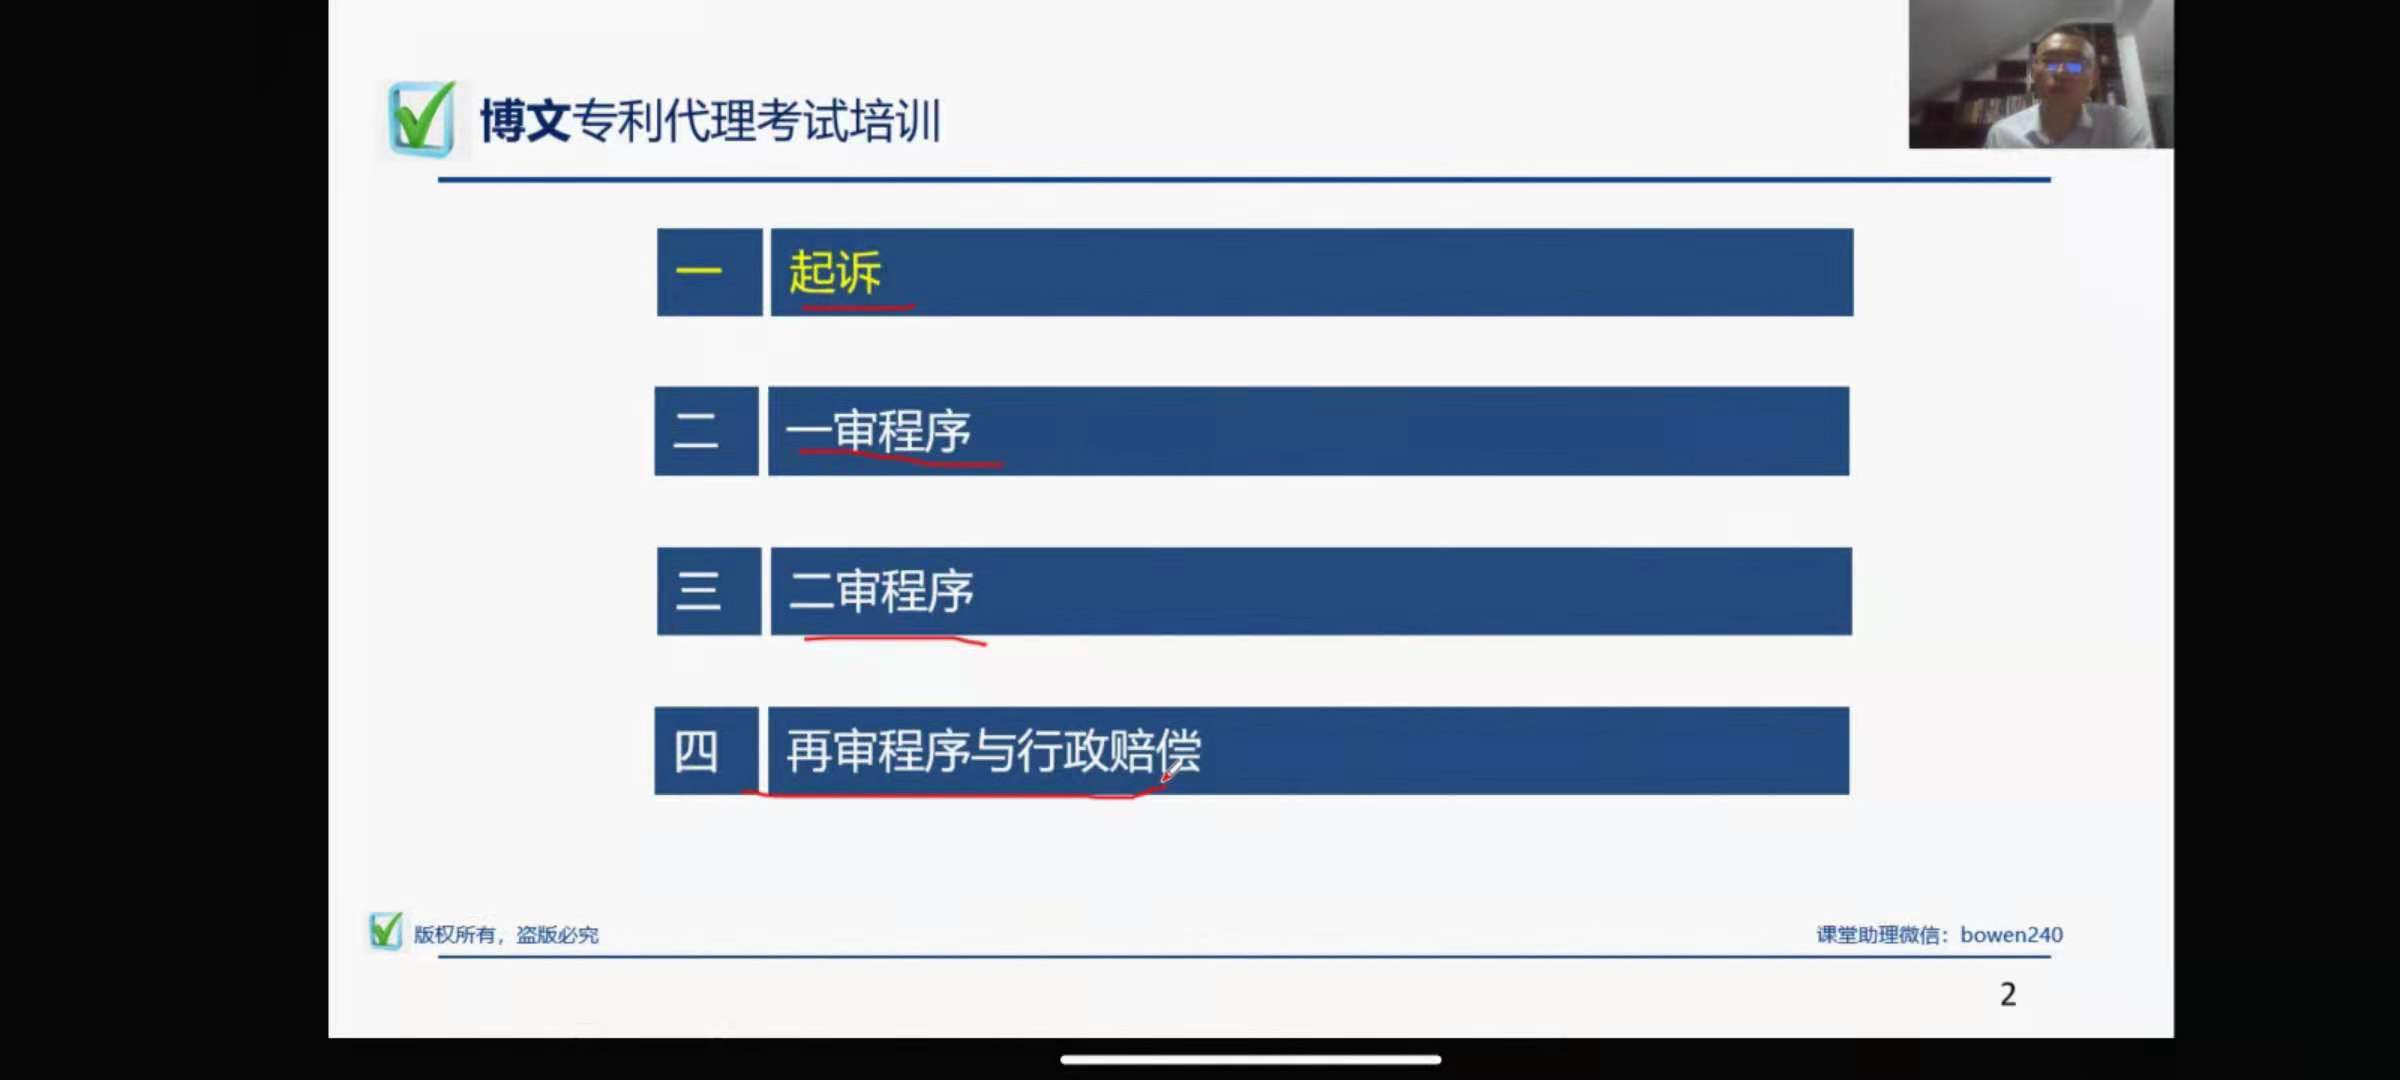 博文专利代理考试培训
一 起诉
二 一审程序
三 二审程序
四 再审程序与行政赔偿
版权所有，盗版必究
课堂助理微信：bowen240
2